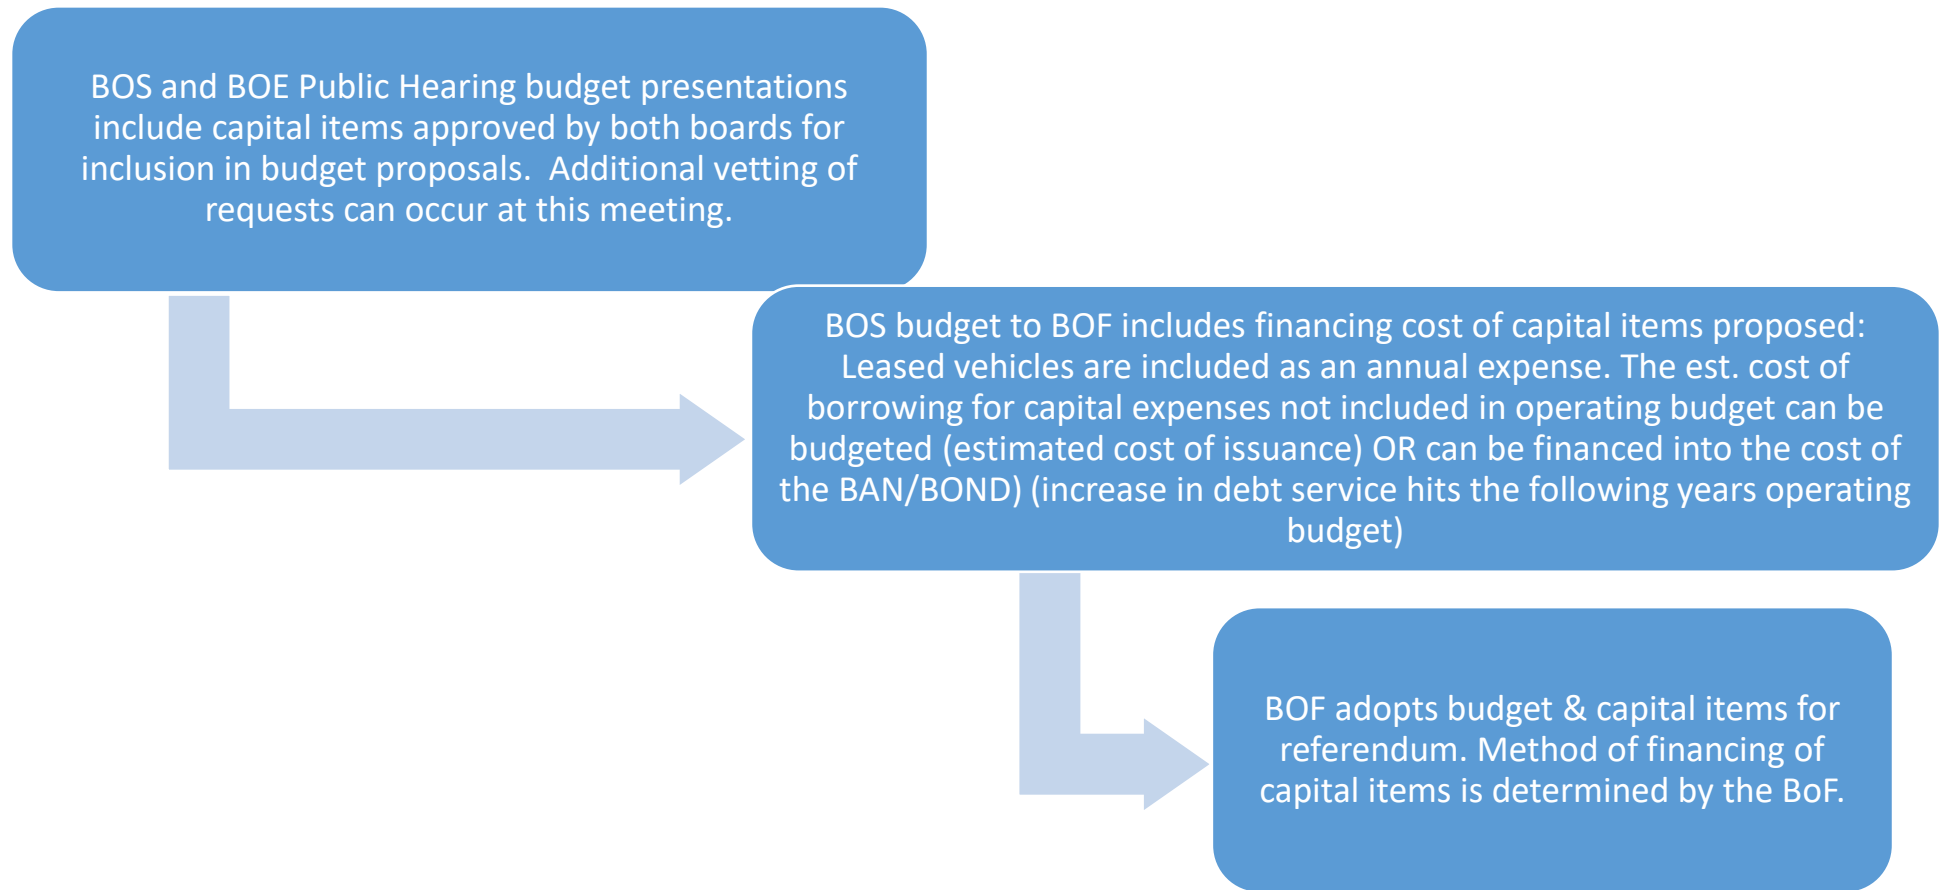 BOS and BOE Public Hearing budget presentations
include capital items approved by both boards for
inclusion in budget proposals.  Additional vetting of
requests can occur at this meeting.
BOS budget to BOF includes financing cost of capital items proposed:
Leased vehicles are included as an annual expense. The est. cost of
borrowing for capital expenses not included in operating budget can be
budgeted (estimated cost of issuance) OR can be financed into the cost of
the BAN/BOND) (increase in debt service hits the following years operating
budget)
BOF adopts budget & capital items for
referendum. Method of financing of
capital items is determined by the BoF.